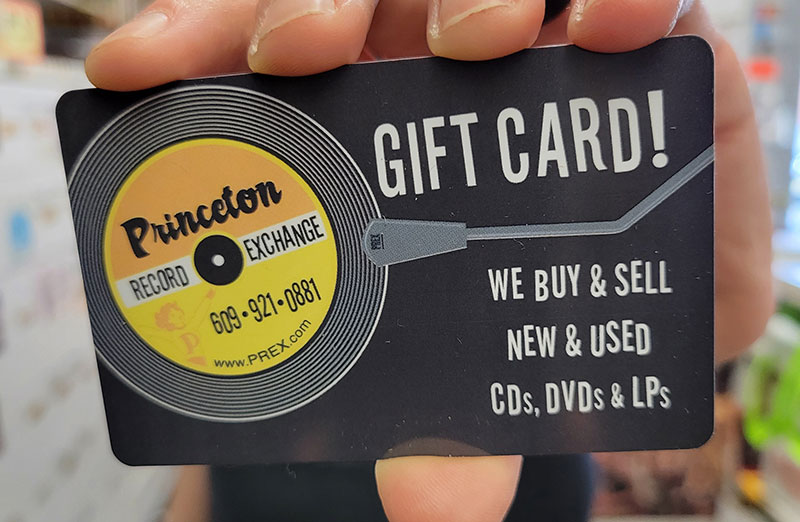 GIFT CARD!
Princeton
RECORD EXCHANGE
609•921•0881
www.PREX.com
WE BUY & SELL
NEW & USED
CDs, DVDs & LPs